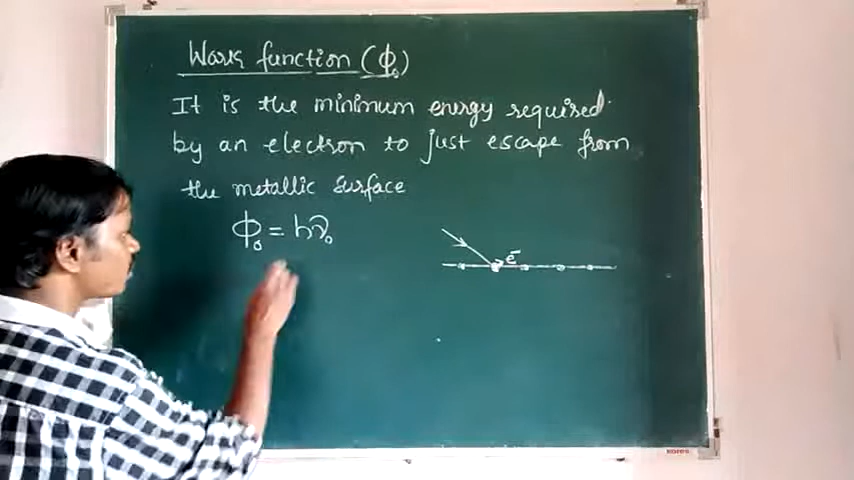 Work function (ϕ₀)
It is the minimum energy required
by an electron to just escape from
the metallic surface
ϕ₀ = hν₀
e⁻